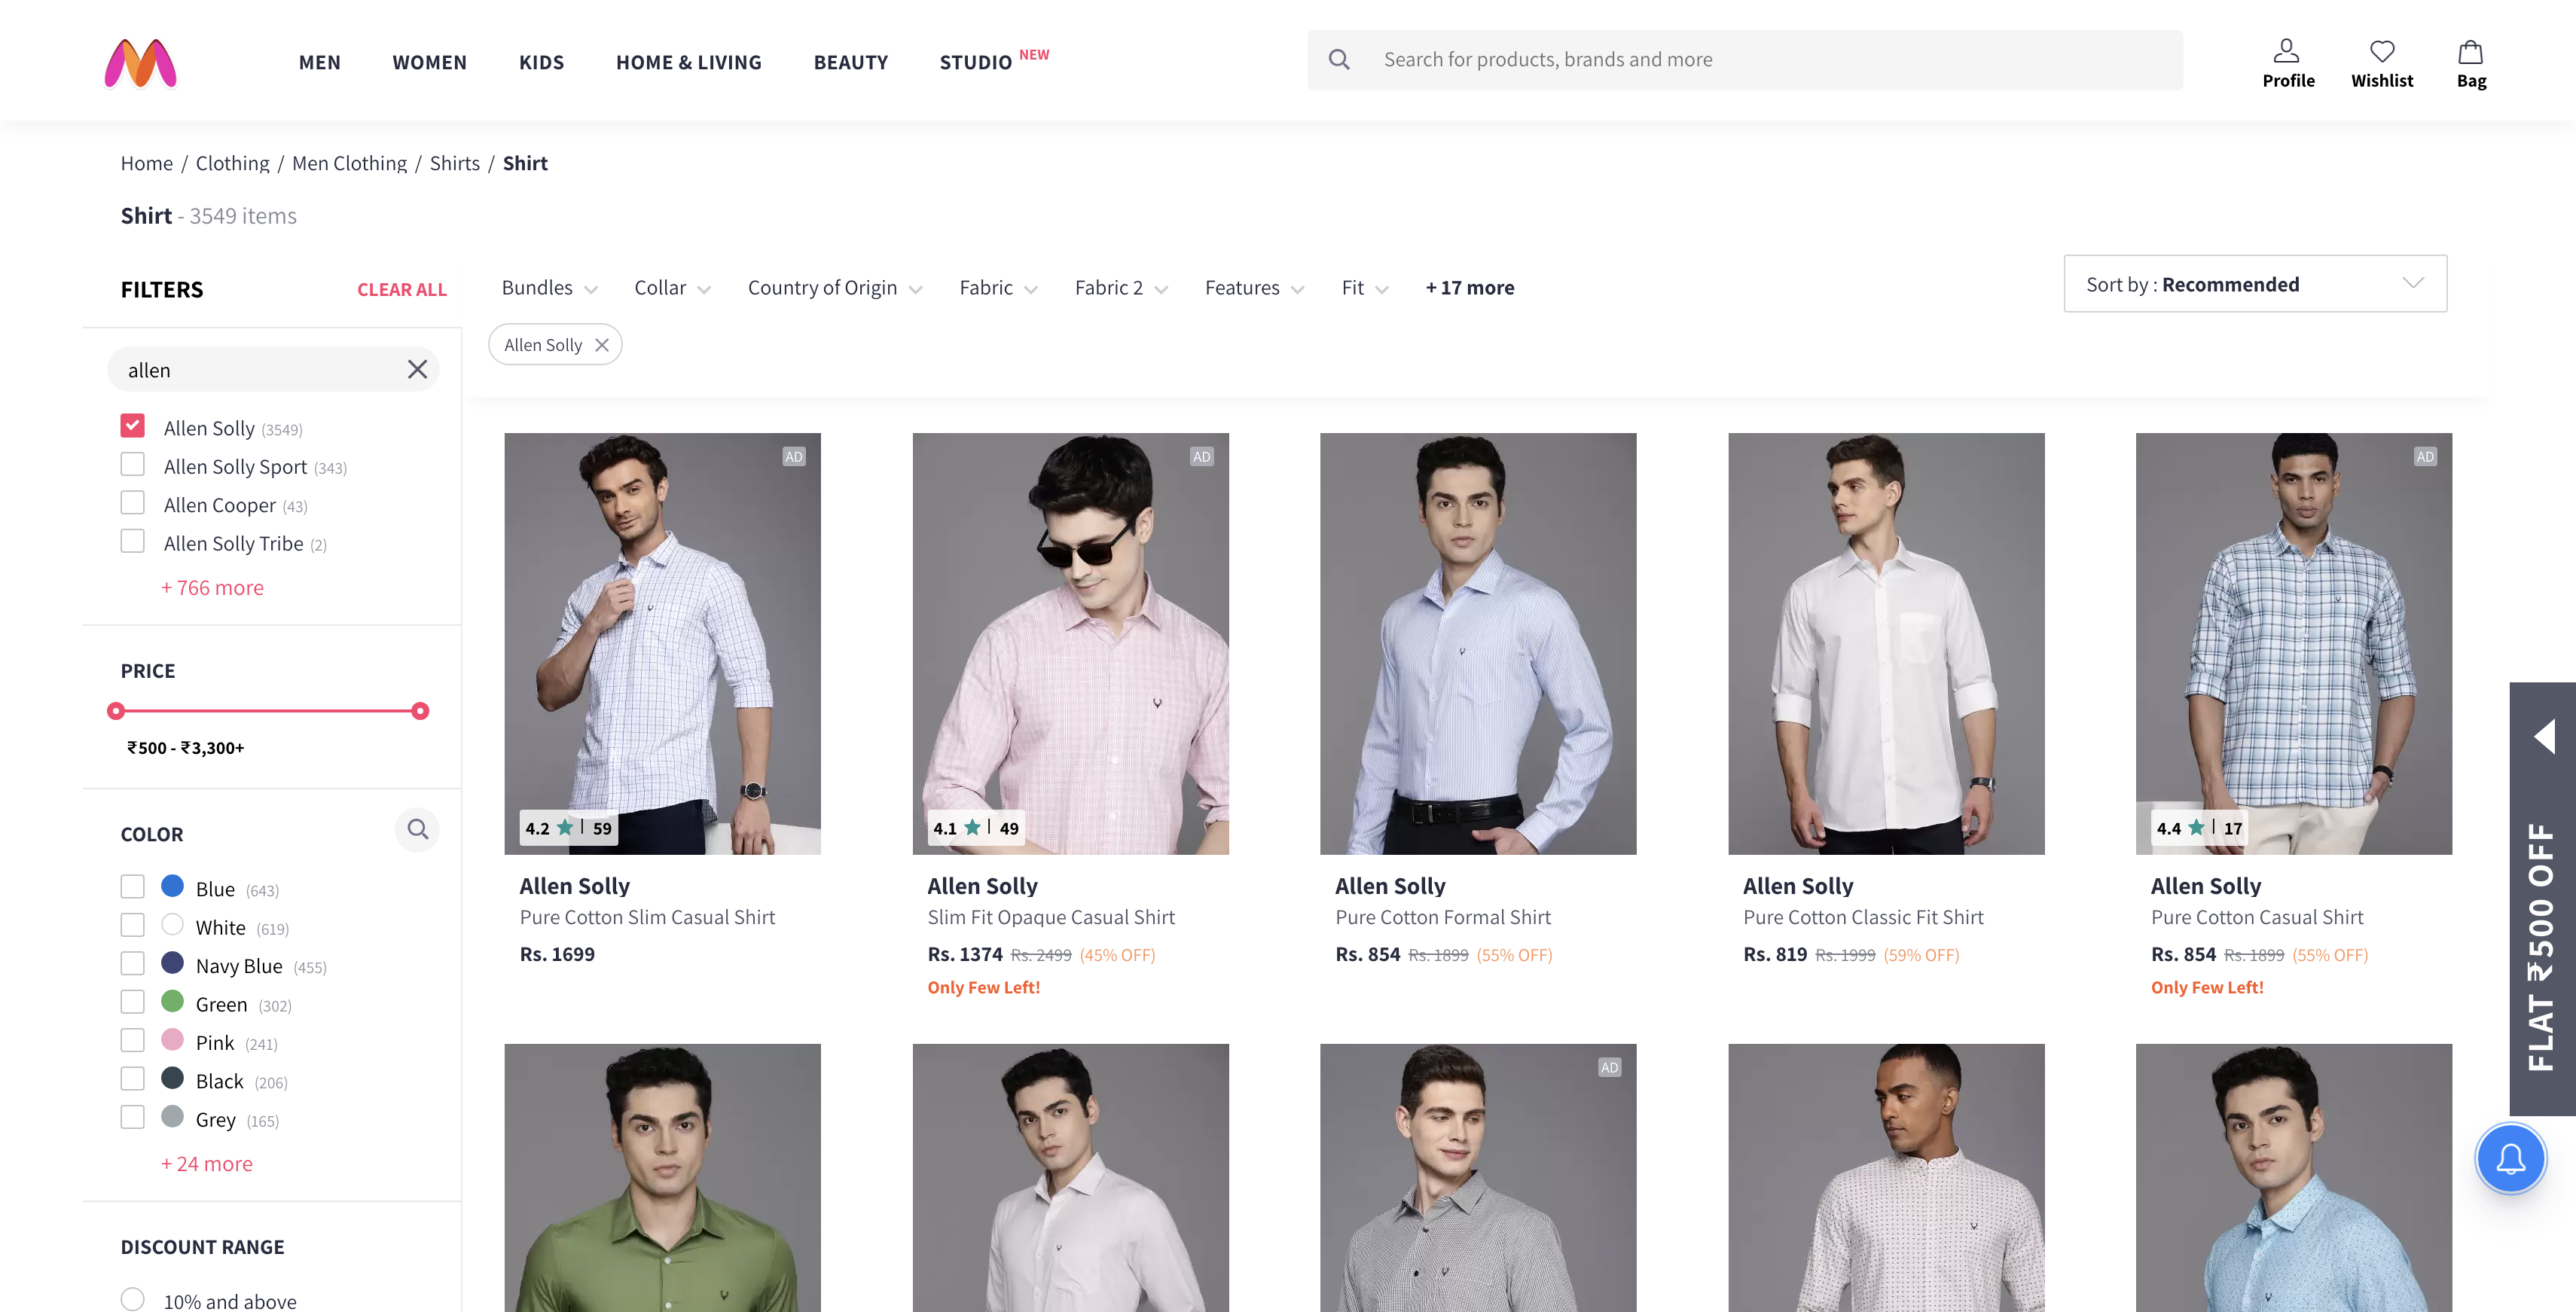 MEN WOMEN KIDS HOME & LIVING BEAUTY STUDIO NEW
Search for products, brands and more
Profile Wishlist Bag
Home / Clothing / Men Clothing / Shirts / Shirt
Shirt - 3549 items
FILTERS CLEAR ALL
Bundles Collar Country of Origin Fabric Fabric 2 Features Fit + 17 more
Sort by : Recommended
Allen Solly
allen
Allen Solly (3549)
Allen Solly Sport (343)
Allen Cooper (43)
Allen Solly Tribe (2)
+ 766 more
PRICE
₹500 - ₹3,300+
COLOR
Blue (643)
White (619)
Navy Blue (455)
Green (302)
Pink (241)
Black (206)
Grey (165)
+ 24 more
DISCOUNT RANGE
10% and above
AD
4.2 | 59
Allen Solly
Pure Cotton Slim Casual Shirt
Rs. 1699
AD
4.1 | 49
Allen Solly
Slim Fit Opaque Casual Shirt
Rs. 1374 Rs. 2499 (45% OFF)
Only Few Left!
Allen Solly
Pure Cotton Formal Shirt
Rs. 854 Rs. 1899 (55% OFF)
Allen Solly
Pure Cotton Classic Fit Shirt
Rs. 819 Rs. 1999 (59% OFF)
AD
4.4 | 17
Allen Solly
Pure Cotton Casual Shirt
Rs. 854 Rs. 1899 (55% OFF)
Only Few Left!
AD
FLAT ₹500 OFF